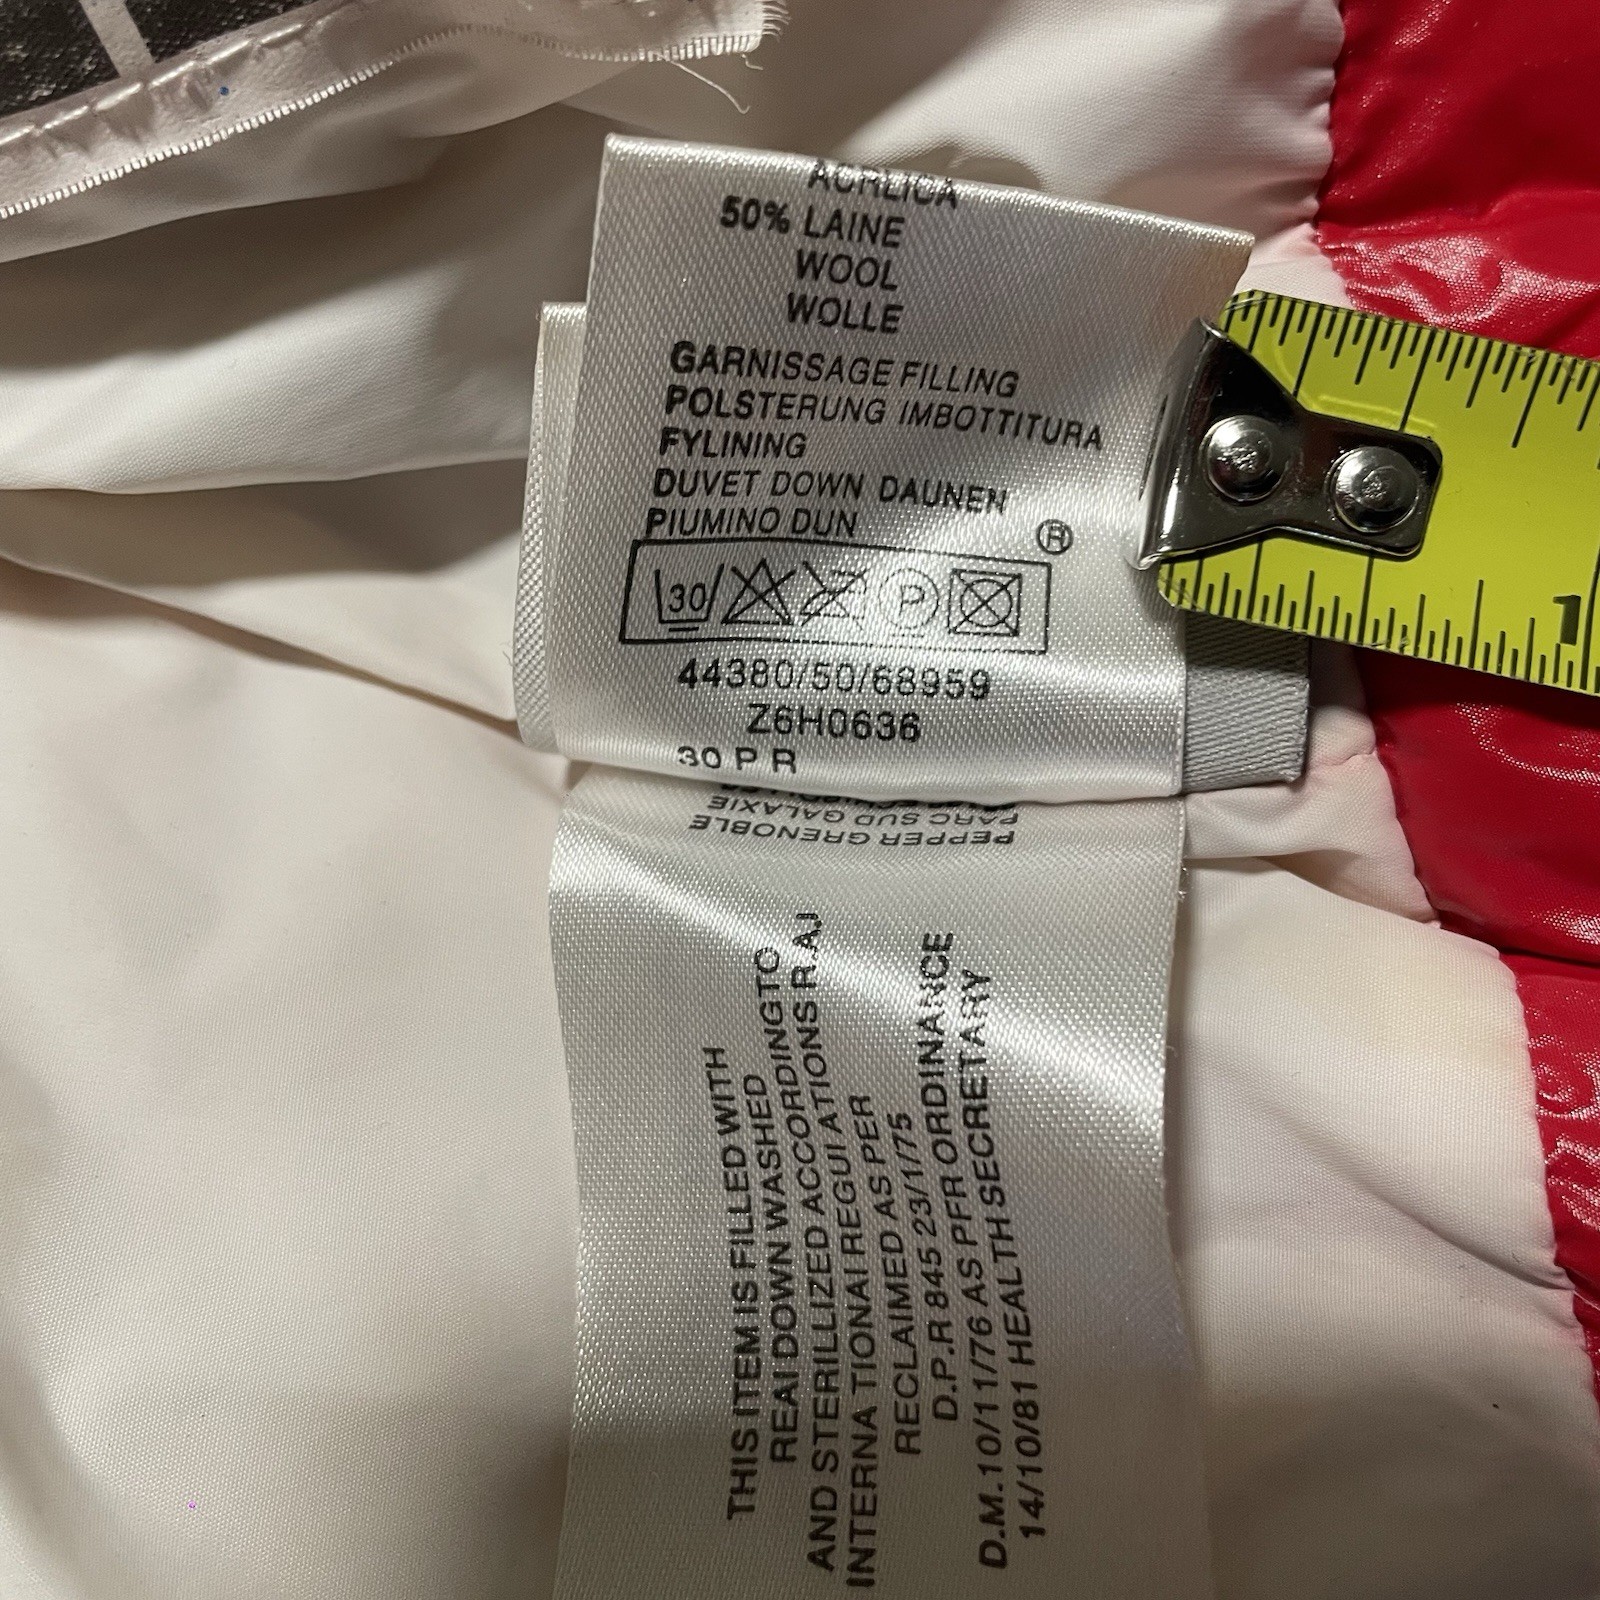 ACRLICA
50% LAINE
WOOL
WOLLE
GARNISSAGE FILLING
POLSTERUNG IMBOTTITURA
FYLINING
DUVET DOWN DAUNEN
PIUMINO DUN
®
30 P
44380/50/68959
Z6H0636
30 P R
PEPPER GRENOBLE
PARC SUD GALAXIE
THIS ITEM IS FILLED WITH
REAI DOWN WASHED
AND STERILLIZED ACCORDINGTO
INTERNA TIONAI REGUI ATIONS R.AJ
RECLAIMED AS PER
D.P.R 845 23/1/75
D.M.10/11/76 AS PFR ORDINANCE
14/10/81 HEALTH SECRETARY
1